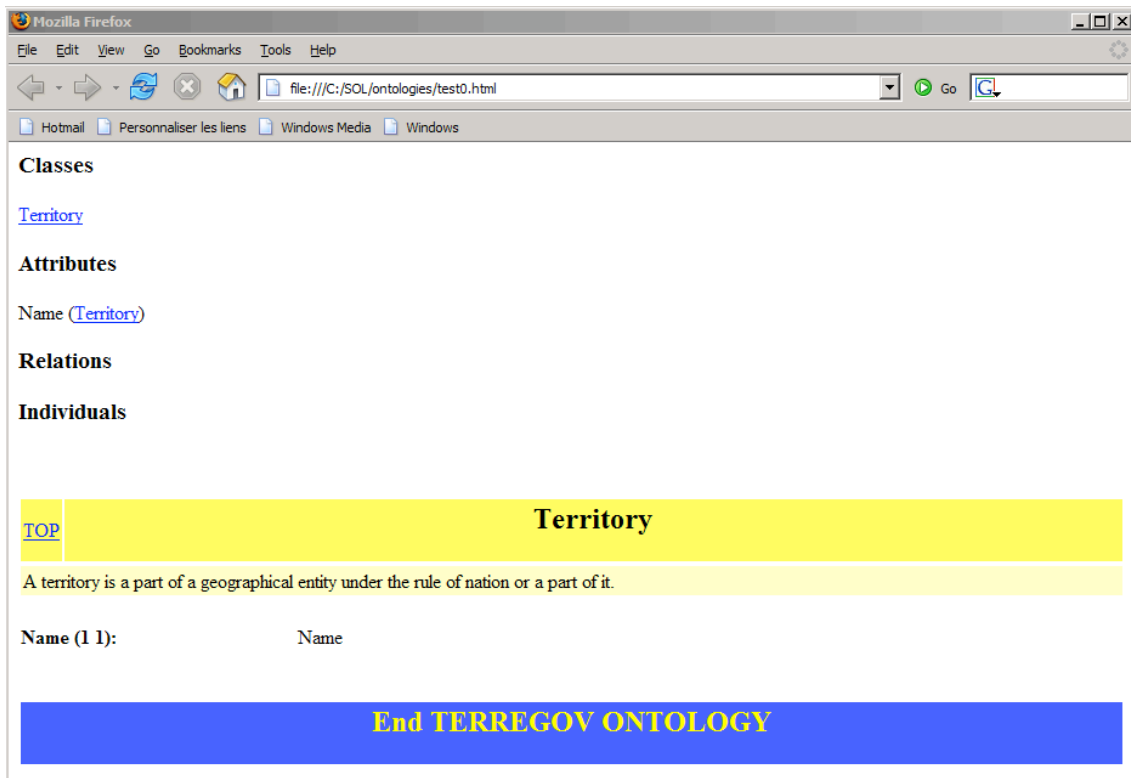 Mozilla Firefox
File Edit View Go Bookmarks Tools Help
file:///C:/SOL/ontologies/test0.html Go G
Hotmail Personnaliser les liens Windows Media Windows
Classes
Territory
Attributes
Name (Territory)
Relations
Individuals
TOP Territory
A territory is a part of a geographical entity under the rule of nation or a part of it.
Name (1 1): Name
End TERREGOV ONTOLOGY